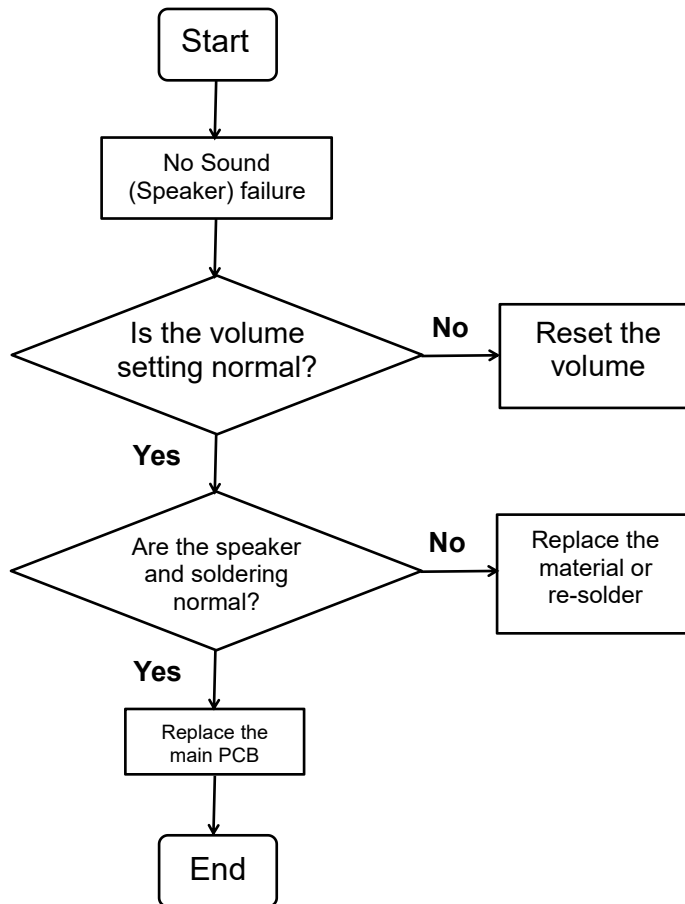 Start
No Sound
(Speaker) failure
Is the volume
setting normal?
No
Reset the
volume
Yes
Are the speaker
and soldering
normal?
No
Replace the
material or
re-solder
Yes
Replace the
main PCB
End